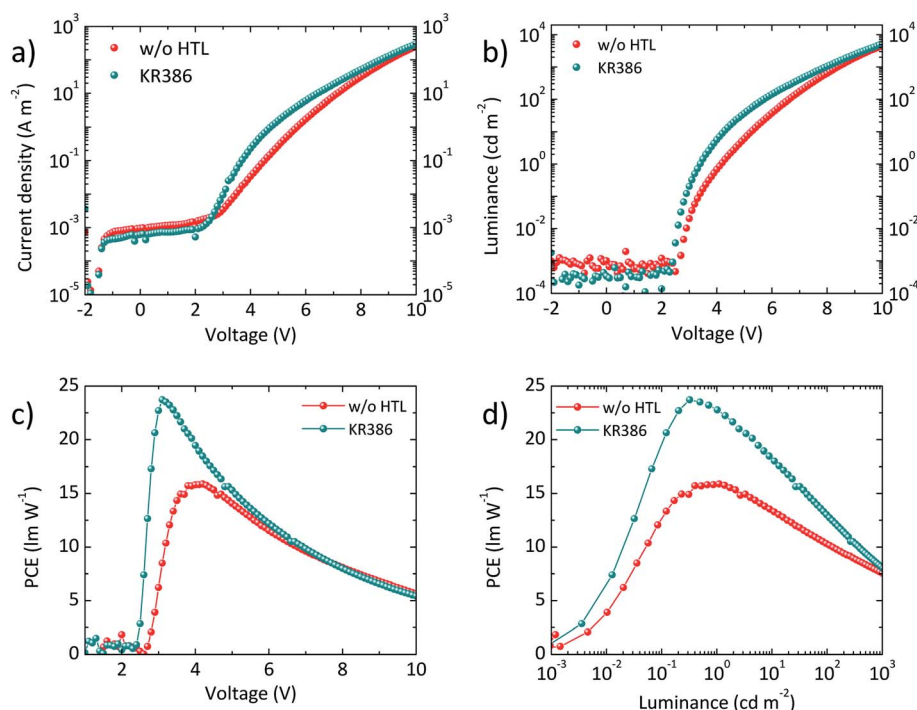 a)
w/o HTL
KR386
Current density (A m⁻²)
10³
10¹
10⁻¹
10⁻³
10⁻⁵
10³
10¹
10⁻¹
10⁻³
10⁻⁵
-2 0 2 4 6 8 10
Voltage (V)
b)
w/o HTL
KR386
Luminance (cd m⁻²)
10⁴
10²
10⁰
10⁻²
10⁻⁴
10⁴
10²
10⁰
10⁻²
10⁻⁴
-2 0 2 4 6 8 10
Voltage (V)
c)
w/o HTL
KR386
PCE (lm W⁻¹)
25
20
15
10
5
0
2 4 6 8 10
Voltage (V)
d)
w/o HTL
KR386
PCE (lm W⁻¹)
25
20
15
10
5
0
10⁻³ 10⁻² 10⁻¹ 10⁰ 10¹ 10² 10³
Luminance (cd m⁻²)